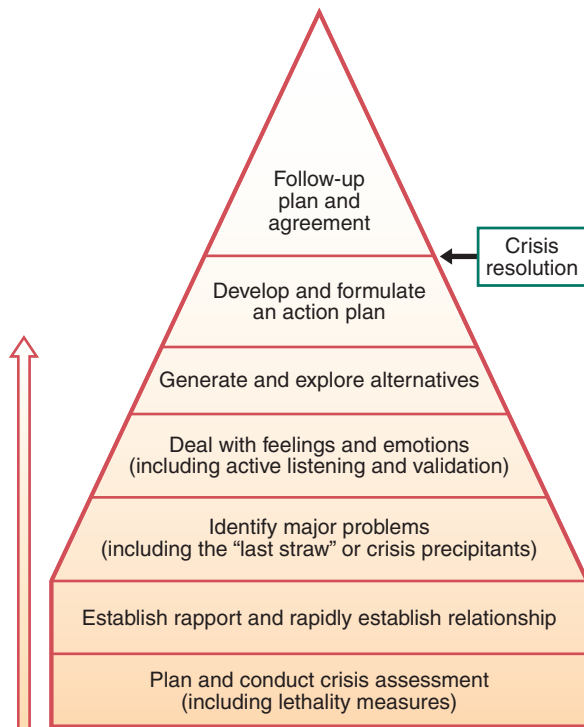 Follow-up
plan and
agreement
Crisis
resolution
Develop and formulate
an action plan
Generate and explore alternatives
Deal with feelings and emotions
(including active listening and validation)
Identify major problems
(including the “last straw” or crisis precipitants)
Establish rapport and rapidly establish relationship
Plan and conduct crisis assessment
(including lethality measures)